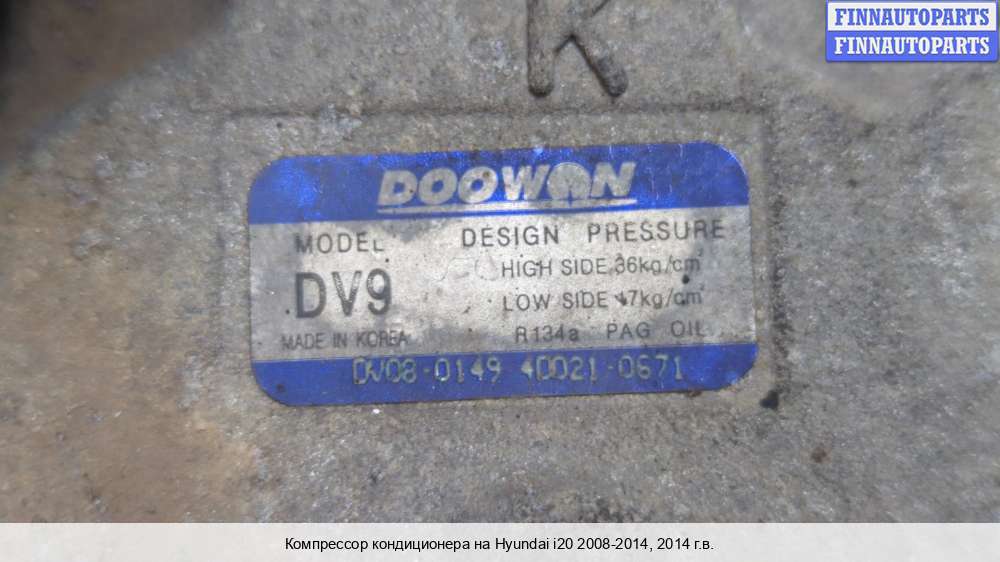 FINNAUTOPARTS
FINNAUTOPARTS
K
DOOWON
MODEL DESIGN PRESSURE
DV9 HIGH SIDE 36kg/cm²
LOW SIDE 17kg/cm²
MADE IN KOREA R134a PAG OIL
DV08-0149 4D021-0671
Компрессор кондиционера на Hyundai i20 2008-2014, 2014 г.в.